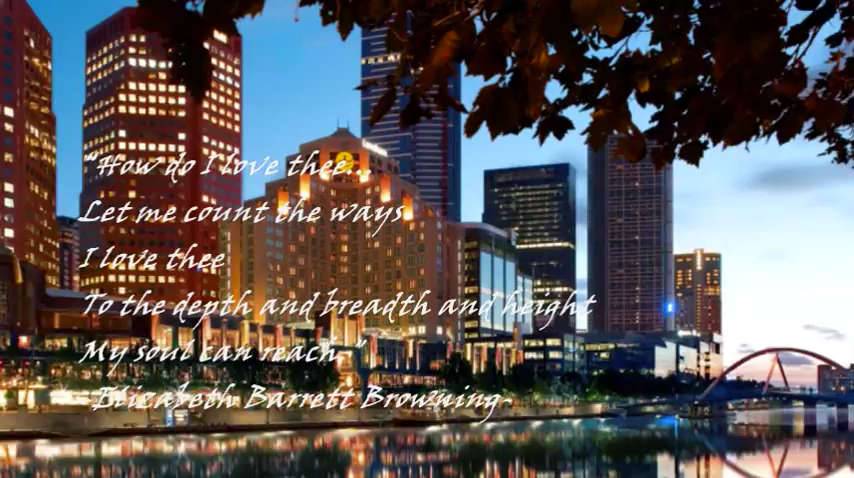 “How do I love thee...
Let me count the ways
I love thee
To the depth and breadth and height
My soul can reach.”
-Elizabeth Barrett Browning-